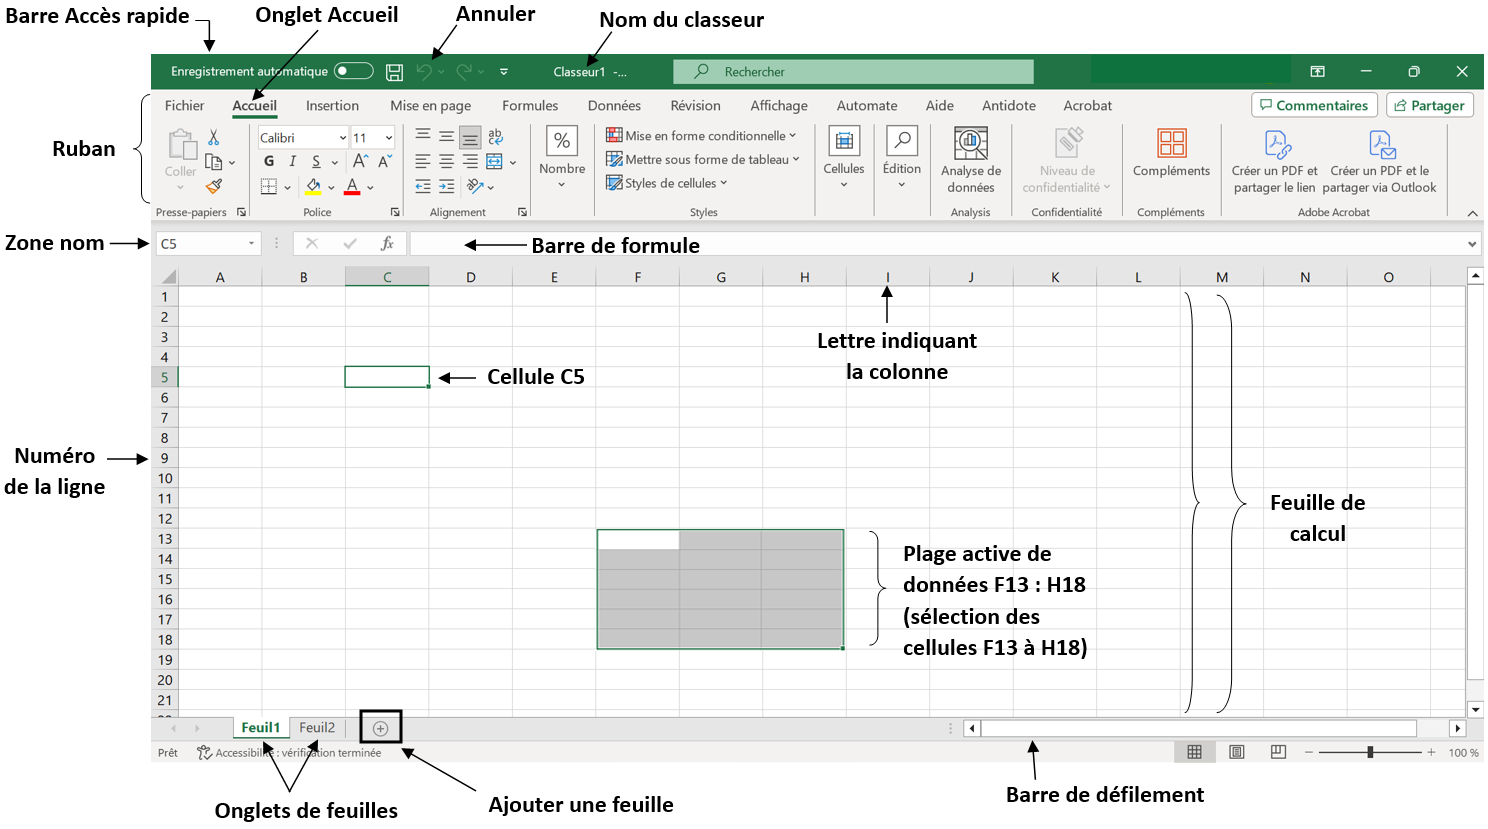 Barre Accès rapide
Onglet Accueil
Annuler
Nom du classeur
Enregistrement automatique
Classeur1 -...
Rechercher
Fichier Accueil Insertion Mise en page Formules Données Révision Affichage Automate Aide Antidote Acrobat Commentaires Partager
Ruban
Coller
Calibri 11
G I S A A
A
ab
c
%
Nombre
Mise en forme conditionnelle
Mettre sous forme de tableau
Styles de cellules
Cellules
Édition
Analyse de
données
Niveau de
confidentialité
Compléments
Créer un PDF et
partager le lien
Créer un PDF et le
partager via Outlook
Presse-papiers Police Alignement Styles Analysis Confidentialité Compléments Adobe Acrobat
Zone nom
C5
fx
Barre de formule
A B C D E F G H I J K L M N O
1
2
3
4
5
6
7
8
9
10
11
12
13
14
15
16
17
18
19
20
21
Lettre indiquant
la colonne
Cellule C5
Numéro
de la ligne
Feuille de
calcul
Plage active de
données F13 : H18
(sélection des
cellules F13 à H18)
Feuil1 Feuil2
Prêt Accessibilité : vérification terminée
100 %
Onglets de feuilles
Ajouter une feuille
Barre de défilement